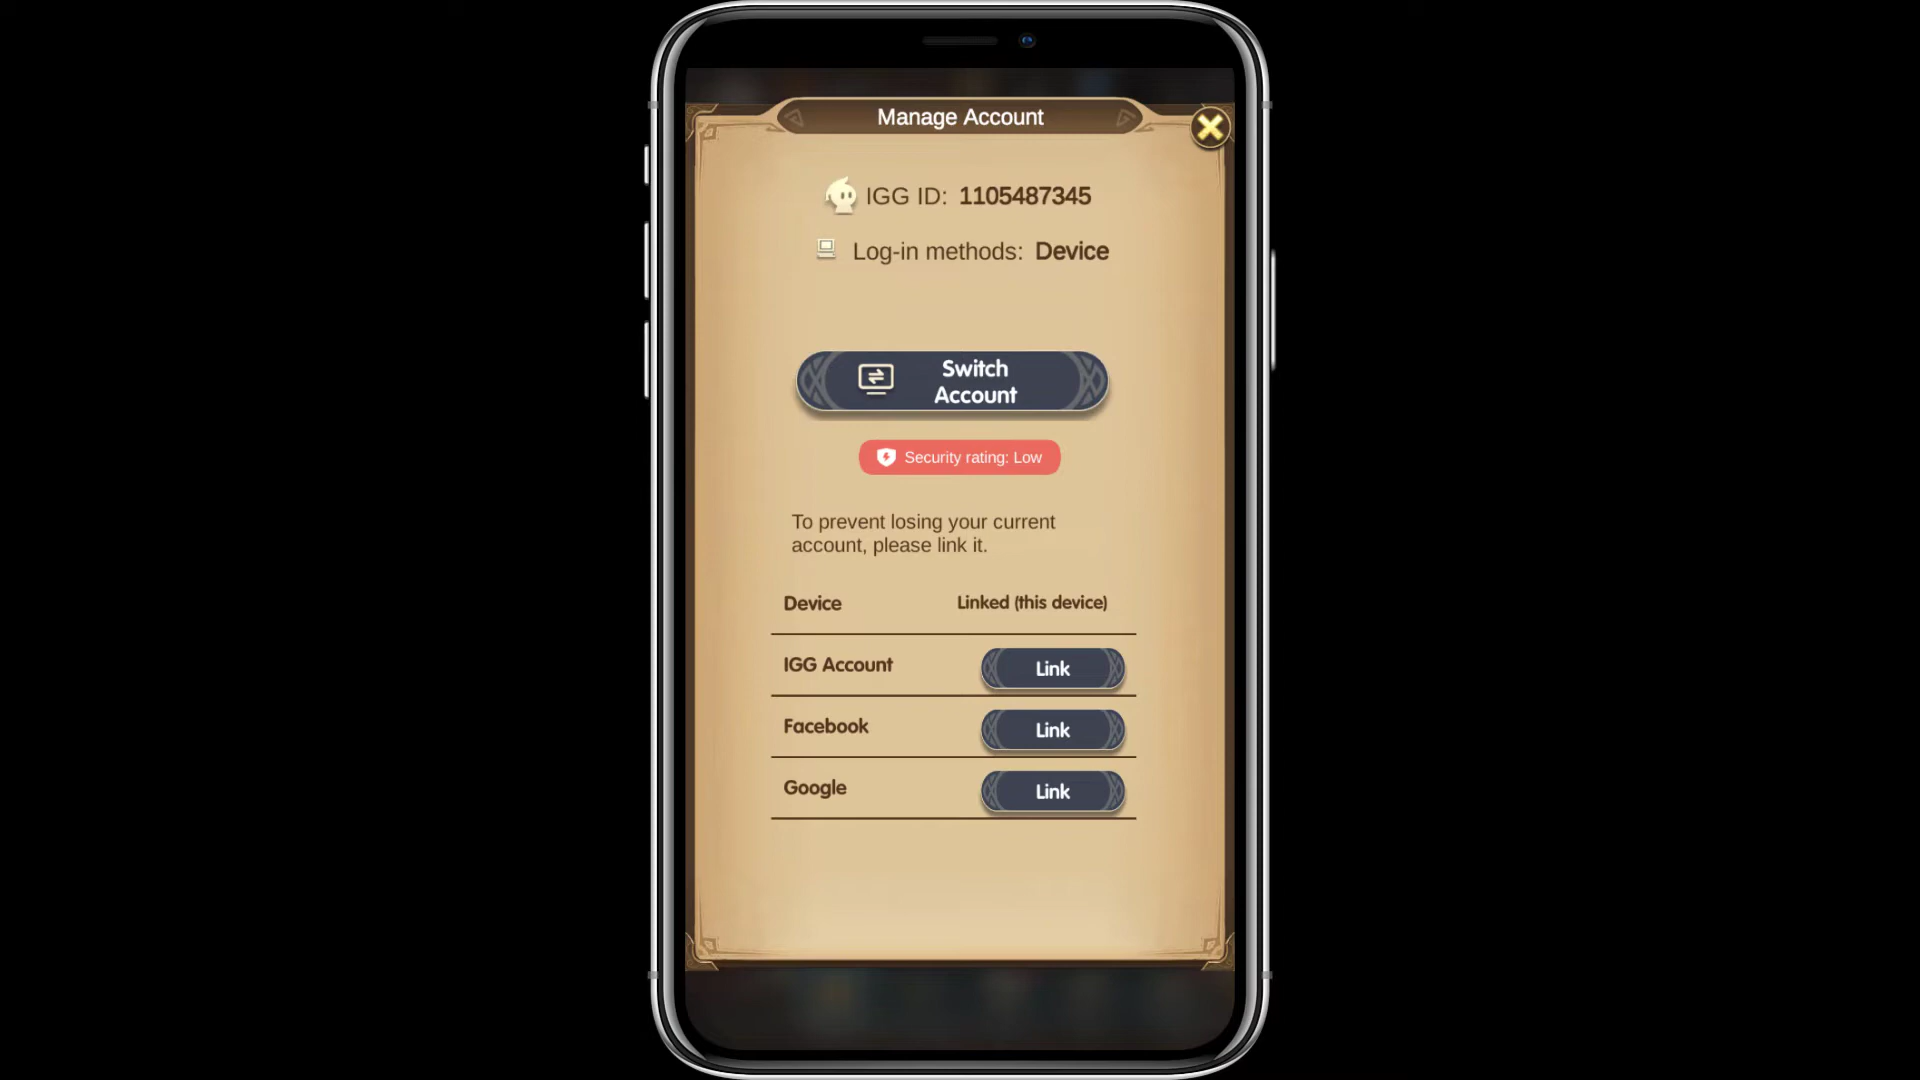 Manage Account
IGG ID: 1105487345
Log-in methods: Device
Switch
Account
Security rating: Low
To prevent losing your current
account, please link it.
Device Linked (this device)
IGG Account Link
Facebook Link
Google Link